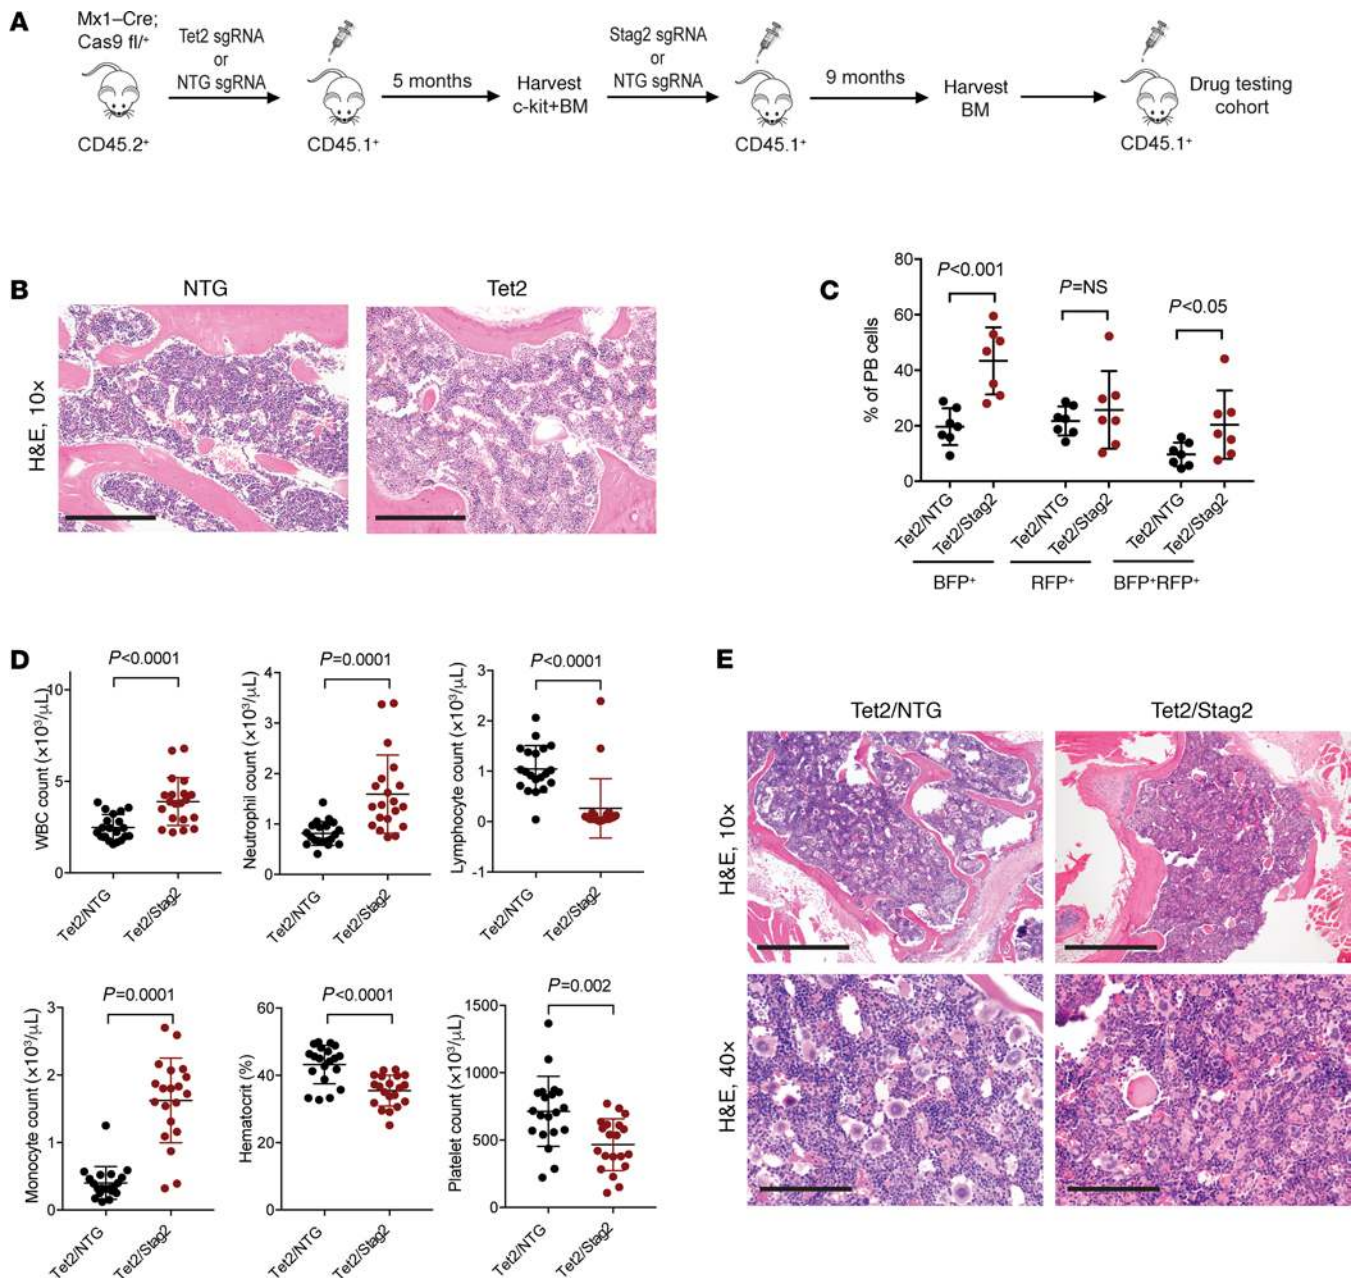 A
Mx1–Cre;
Cas9 fl/+
Tet2 sgRNA
or
NTG sgRNA
5 months
Harvest
c-kit+BM
Stag2 sgRNA
or
NTG sgRNA
9 months
Harvest
BM
Drug testing
cohort
CD45.2+
CD45.1+
CD45.1+
CD45.1+
B
NTG
Tet2
H&E, 10×
C
% of PB cells
80
60
40
20
0
P<0.001
P=NS
P<0.05
Tet2/NTG
Tet2/Stag2
Tet2/NTG
Tet2/Stag2
Tet2/NTG
Tet2/Stag2
BFP+
RFP+
BFP+RFP+
D
WBC count (×10³/μL)
10
5
0
P<0.0001
Tet2/NTG
Tet2/Stag2
Neutrophil count (×10³/μL)
4
3
2
1
0
P=0.0001
Tet2/NTG
Tet2/Stag2
Lymphocyte count (×10³/μL)
3
2
1
0
-1
P<0.0001
Tet2/NTG
Tet2/Stag2
Monocyte count (×10³/μL)
3
2
1
0
P=0.0001
Tet2/NTG
Tet2/Stag2
Hematocrit (%)
60
40
20
0
P<0.0001
Tet2/NTG
Tet2/Stag2
Platelet count (×10³/μL)
1500
1000
500
0
P=0.002
Tet2/NTG
Tet2/Stag2
E
Tet2/NTG
Tet2/Stag2
H&E, 10×
H&E, 40×